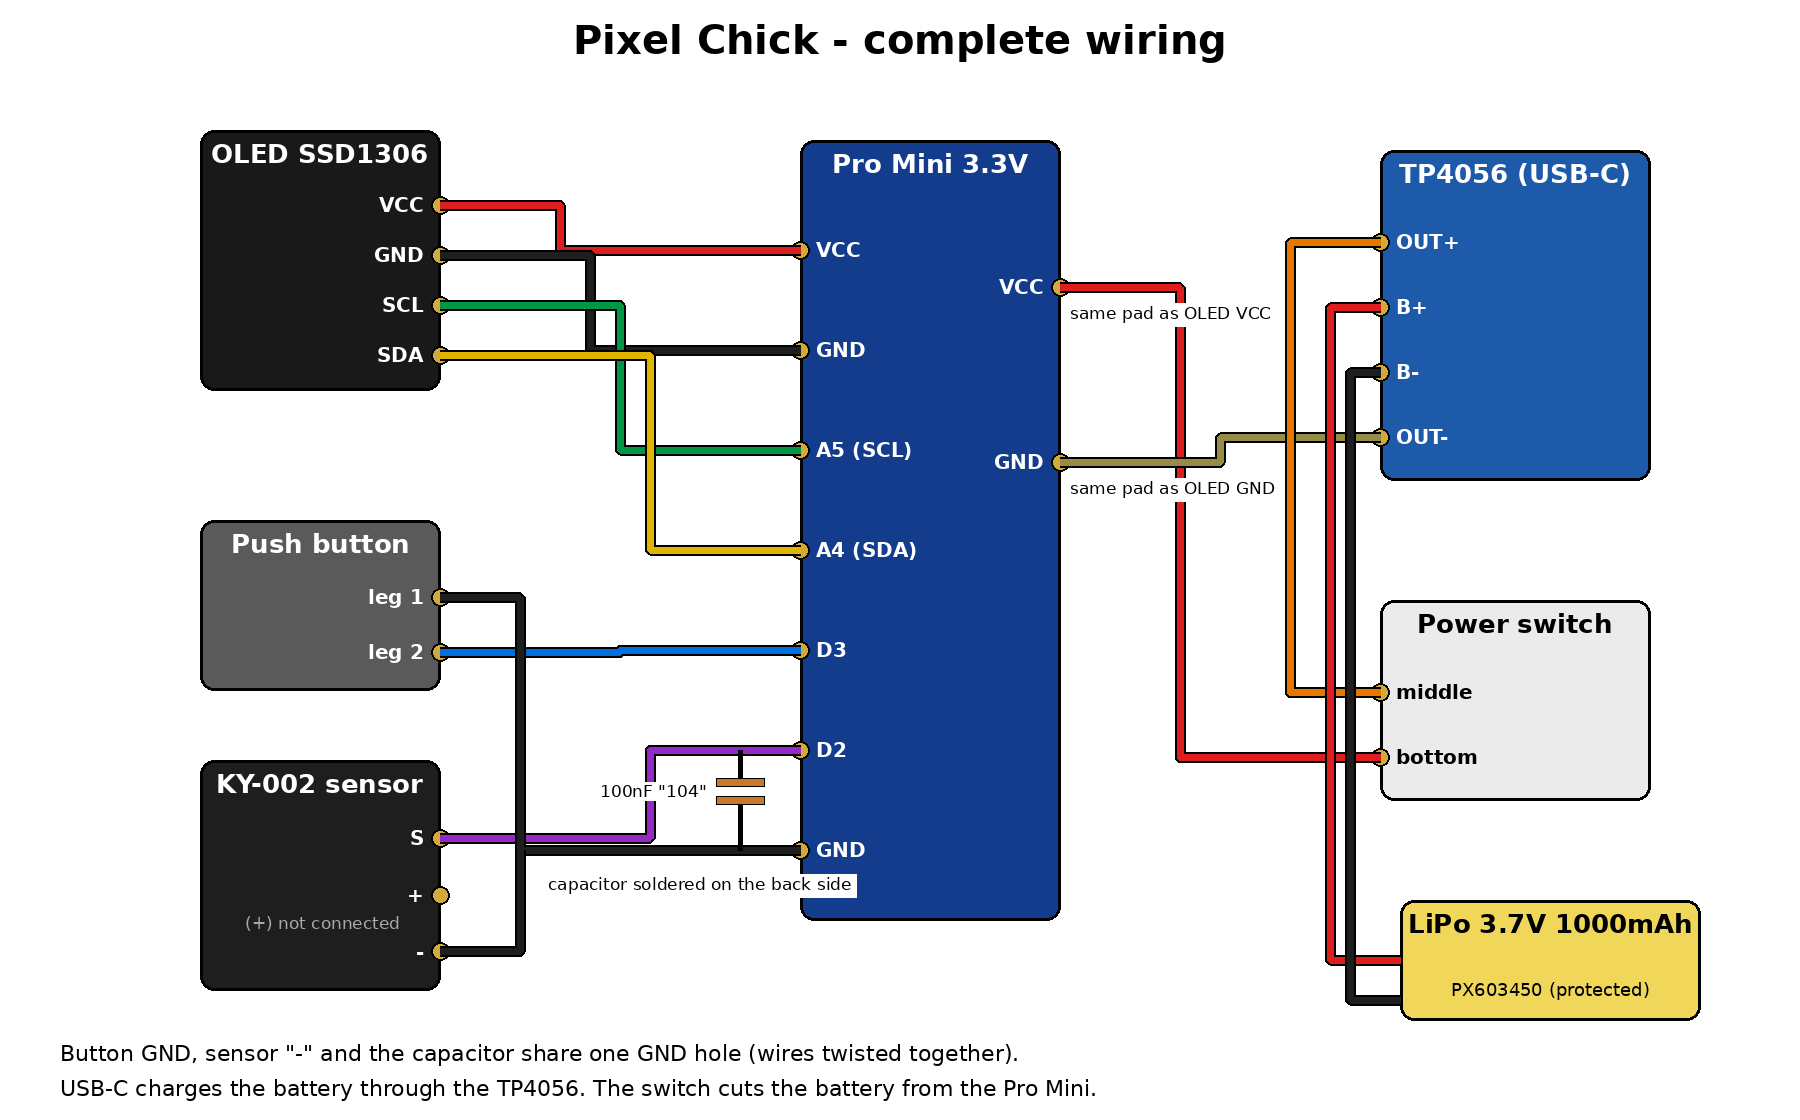 Pixel Chick - complete wiring
OLED SSD1306
VCC
GND
SCL
SDA
Push button
leg 1
leg 2
KY-002 sensor
S
+
(+) not connected
-
Pro Mini 3.3V
VCC
GND
A5 (SCL)
A4 (SDA)
D3
D2
GND
VCC
GND
same pad as OLED VCC
same pad as OLED GND
100nF "104"
capacitor soldered on the back side
TP4056 (USB-C)
OUT+
B+
B-
OUT-
Power switch
middle
bottom
LiPo 3.7V 1000mAh
PX603450 (protected)
Button GND, sensor "-" and the capacitor share one GND hole (wires twisted together).
USB-C charges the battery through the TP4056. The switch cuts the battery from the Pro Mini.